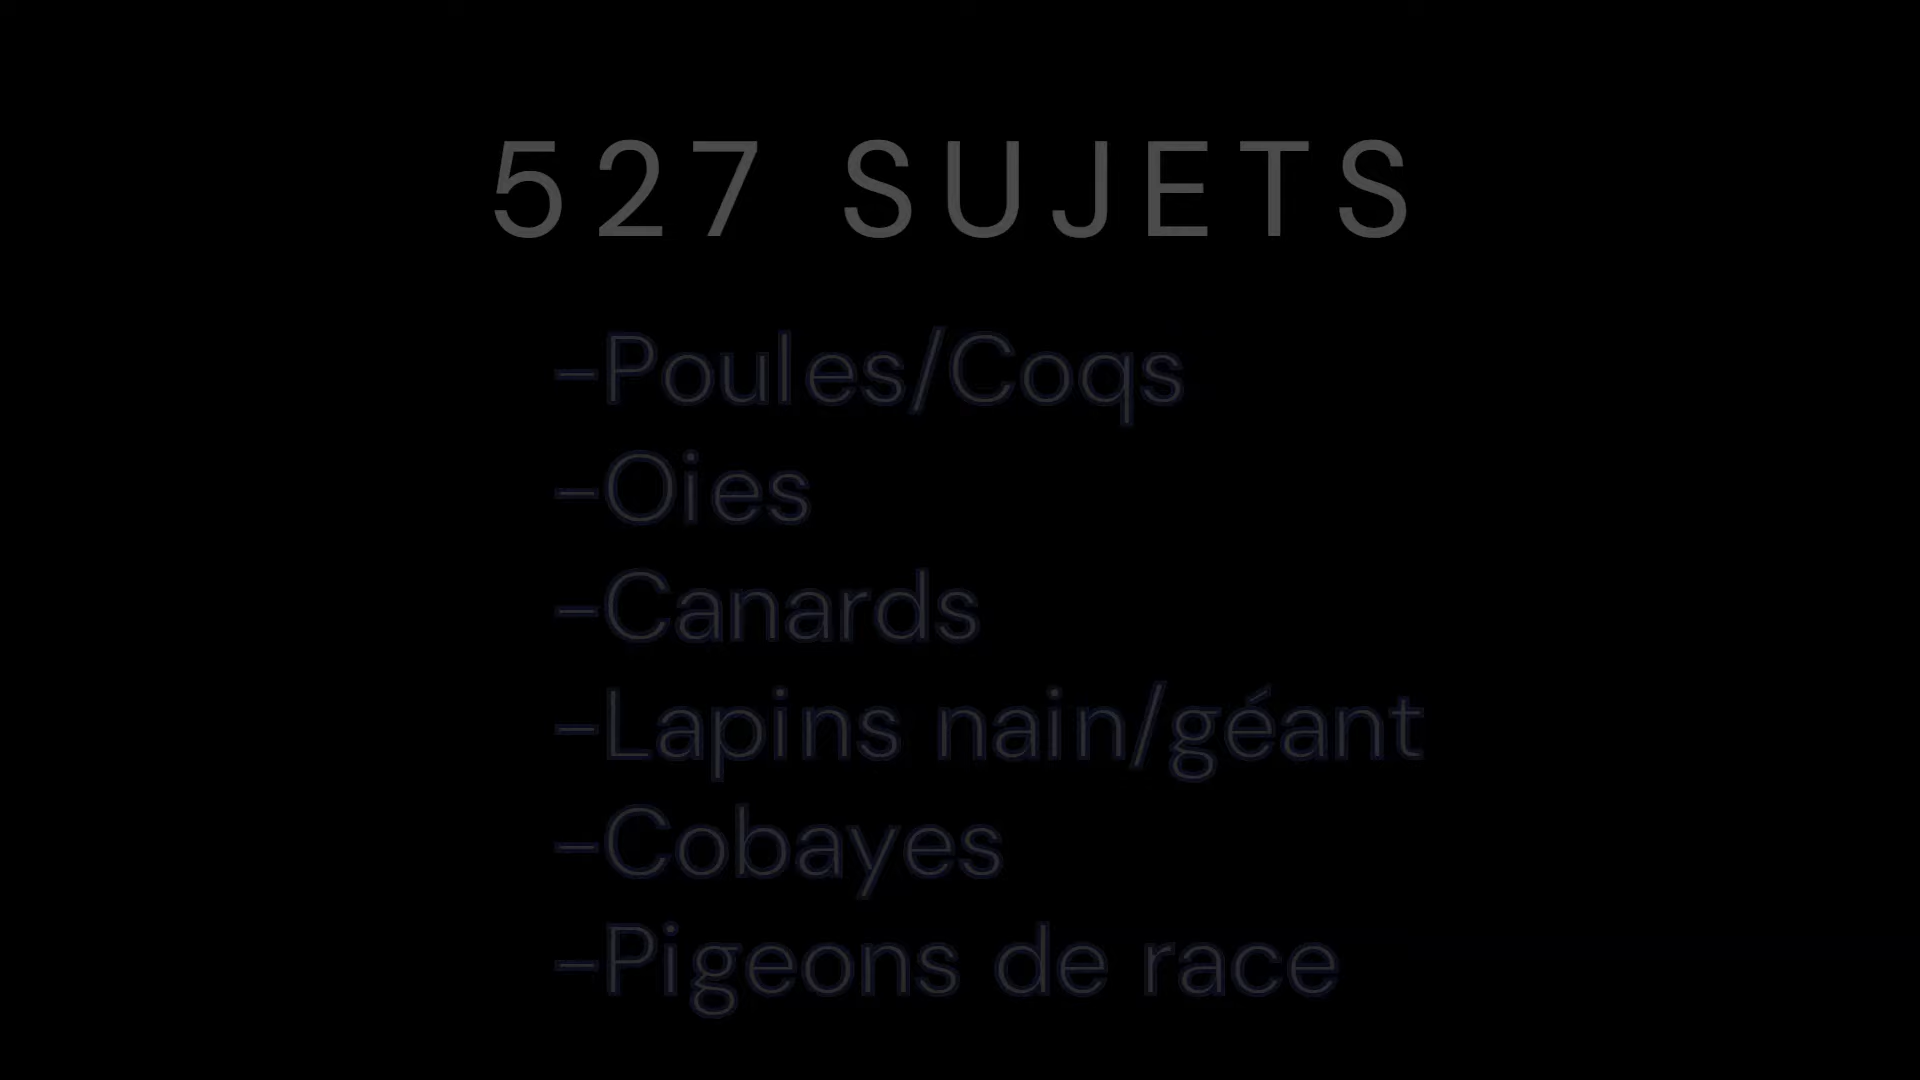 527 SUJETS
-Poules/Coqs
-Oies
-Canards
-Lapins nain/géant
-Cobayes
-Pigeons de race